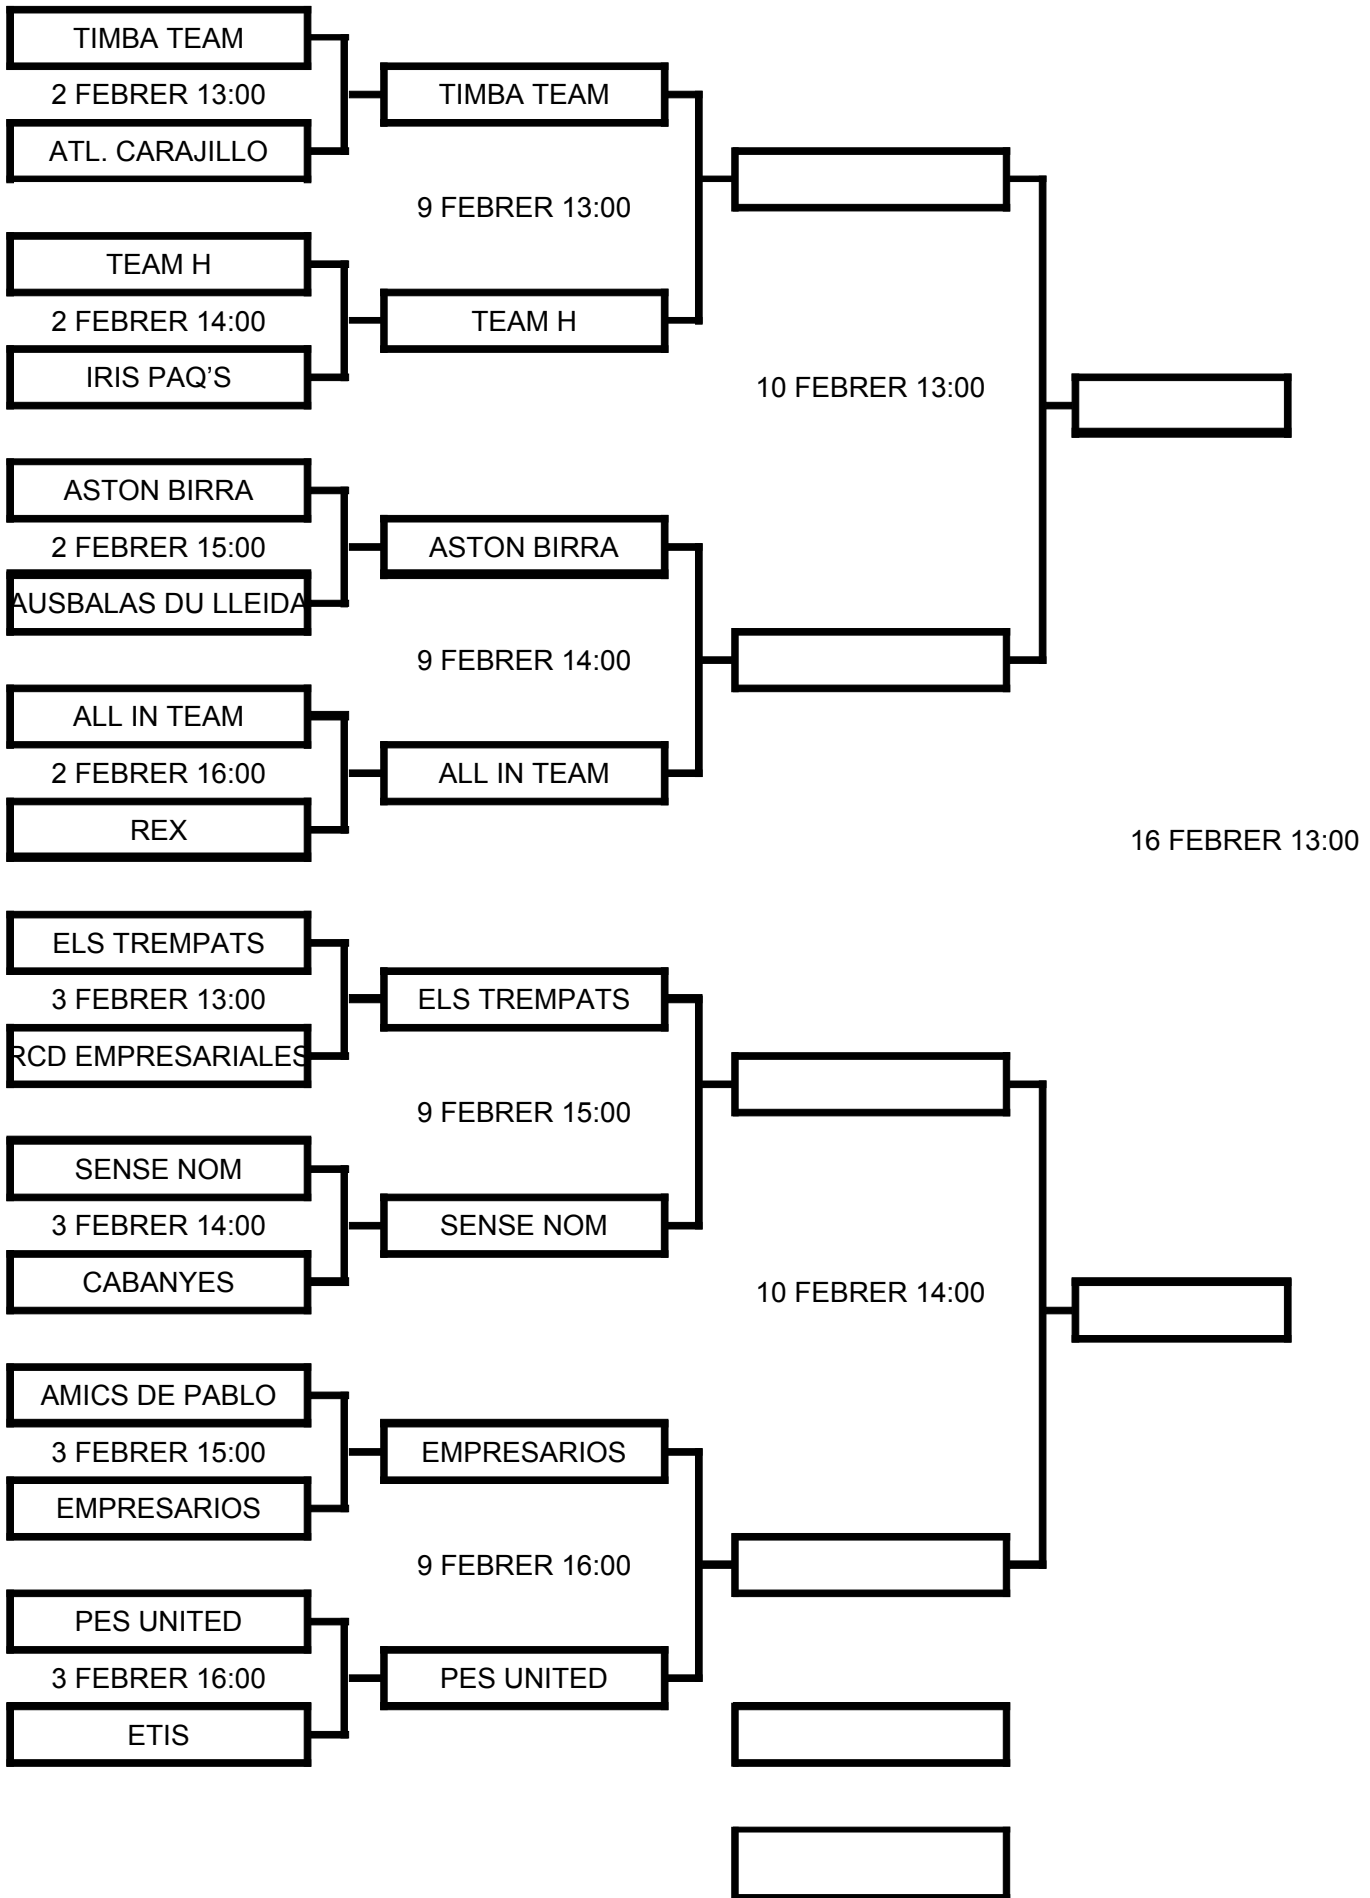 TIMBA TEAM
2 FEBRER 13:00
ATL. CARAJILLO
TEAM H
2 FEBRER 14:00
IRIS PAQ'S
ASTON BIRRA
2 FEBRER 15:00
AUSBALAS DU LLEIDA
ALL IN TEAM
2 FEBRER 16:00
REX
ELS TREMPATS
3 FEBRER 13:00
RCD EMPRESARIALES
SENSE NOM
3 FEBRER 14:00
CABANYES
AMICS DE PABLO
3 FEBRER 15:00
EMPRESARIOS
PES UNITED
3 FEBRER 16:00
ETIS
TIMBA TEAM
9 FEBRER 13:00
TEAM H
ASTON BIRRA
9 FEBRER 14:00
ALL IN TEAM
ELS TREMPATS
9 FEBRER 15:00
SENSE NOM
EMPRESARIOS
9 FEBRER 16:00
PES UNITED
10 FEBRER 13:00
10 FEBRER 14:00
16 FEBRER 13:00